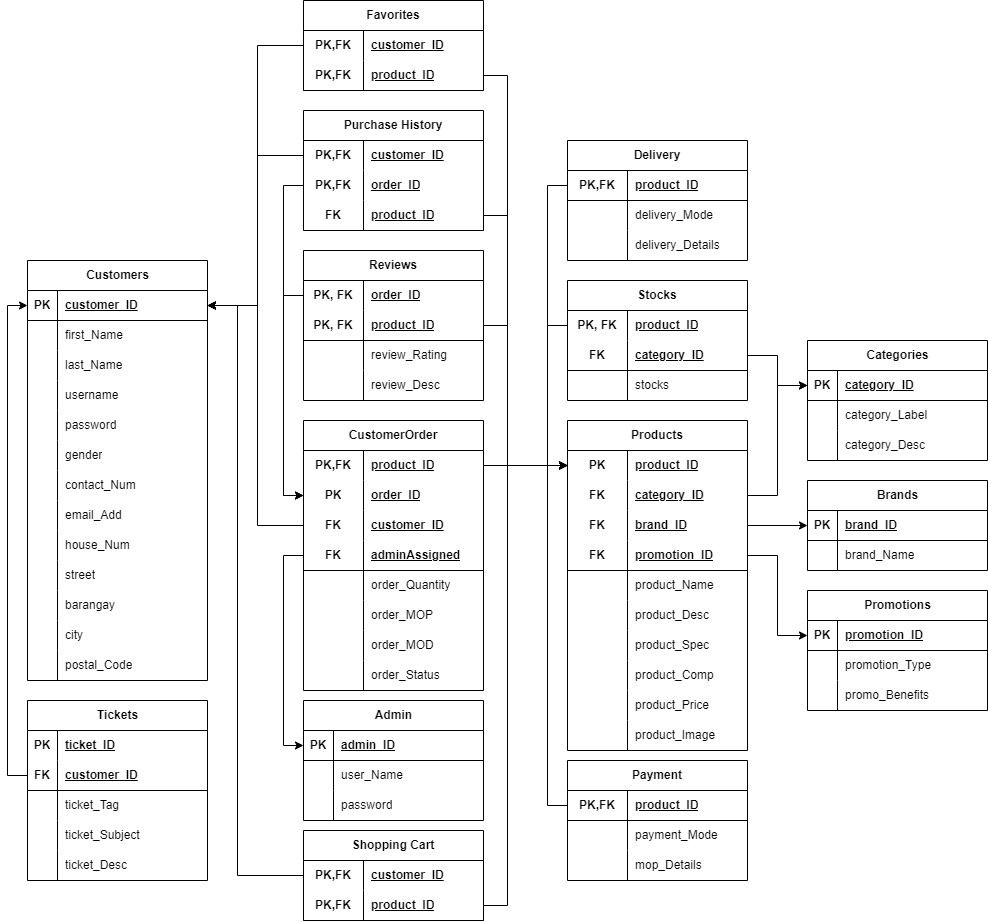 Favorites
PK,FK customer_ID
PK,FK product_ID
Purchase History
PK,FK customer_ID
PK,FK order_ID
FK product_ID
Reviews
PK, FK order_ID
PK, FK product_ID
review_Rating
review_Desc
Customers
PK customer_ID
first_Name
last_Name
username
password
gender
contact_Num
email_Add
house_Num
street
barangay
city
postal_Code
Tickets
PK ticket_ID
FK customer_ID
ticket_Tag
ticket_Subject
ticket_Desc
CustomerOrder
PK,FK product_ID
PK order_ID
FK customer_ID
FK adminAssigned
order_Quantity
order_MOP
order_MOD
order_Status
Admin
PK admin_ID
user_Name
password
Shopping Cart
PK,FK customer_ID
PK,FK product_ID
Delivery
PK,FK product_ID
delivery_Mode
delivery_Details
Stocks
PK, FK product_ID
FK category_ID
stocks
Products
PK product_ID
FK category_ID
FK brand_ID
FK promotion_ID
product_Name
product_Desc
product_Spec
product_Comp
product_Price
product_Image
Payment
PK,FK product_ID
payment_Mode
mop_Details
Categories
PK category_ID
category_Label
category_Desc
Brands
PK brand_ID
brand_Name
Promotions
PK promotion_ID
promotion_Type
promo_Benefits